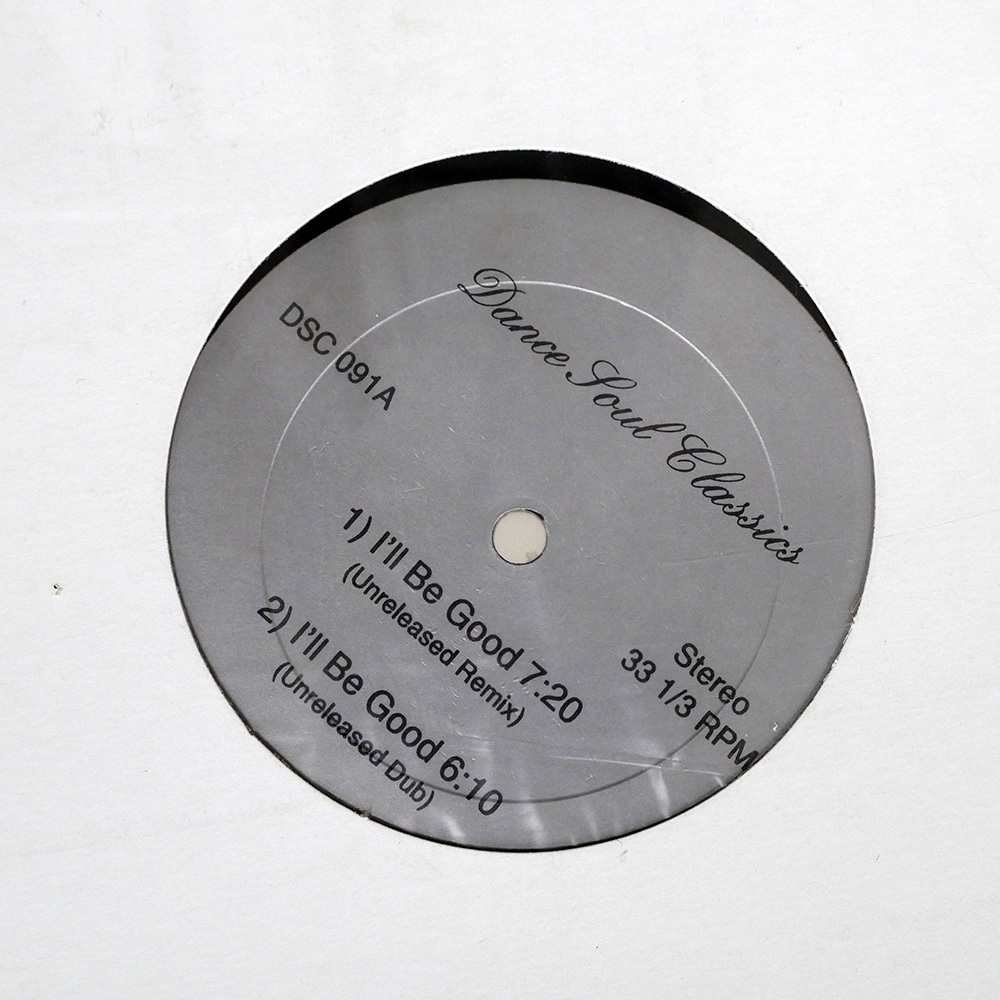 Dance Soul Classics
DSC 091A
Stereo
33 1/3 RPM
1) I'll Be Good 7:20
(Unreleased Remix)
2) I'll Be Good 6:10
(Unreleased Dub)